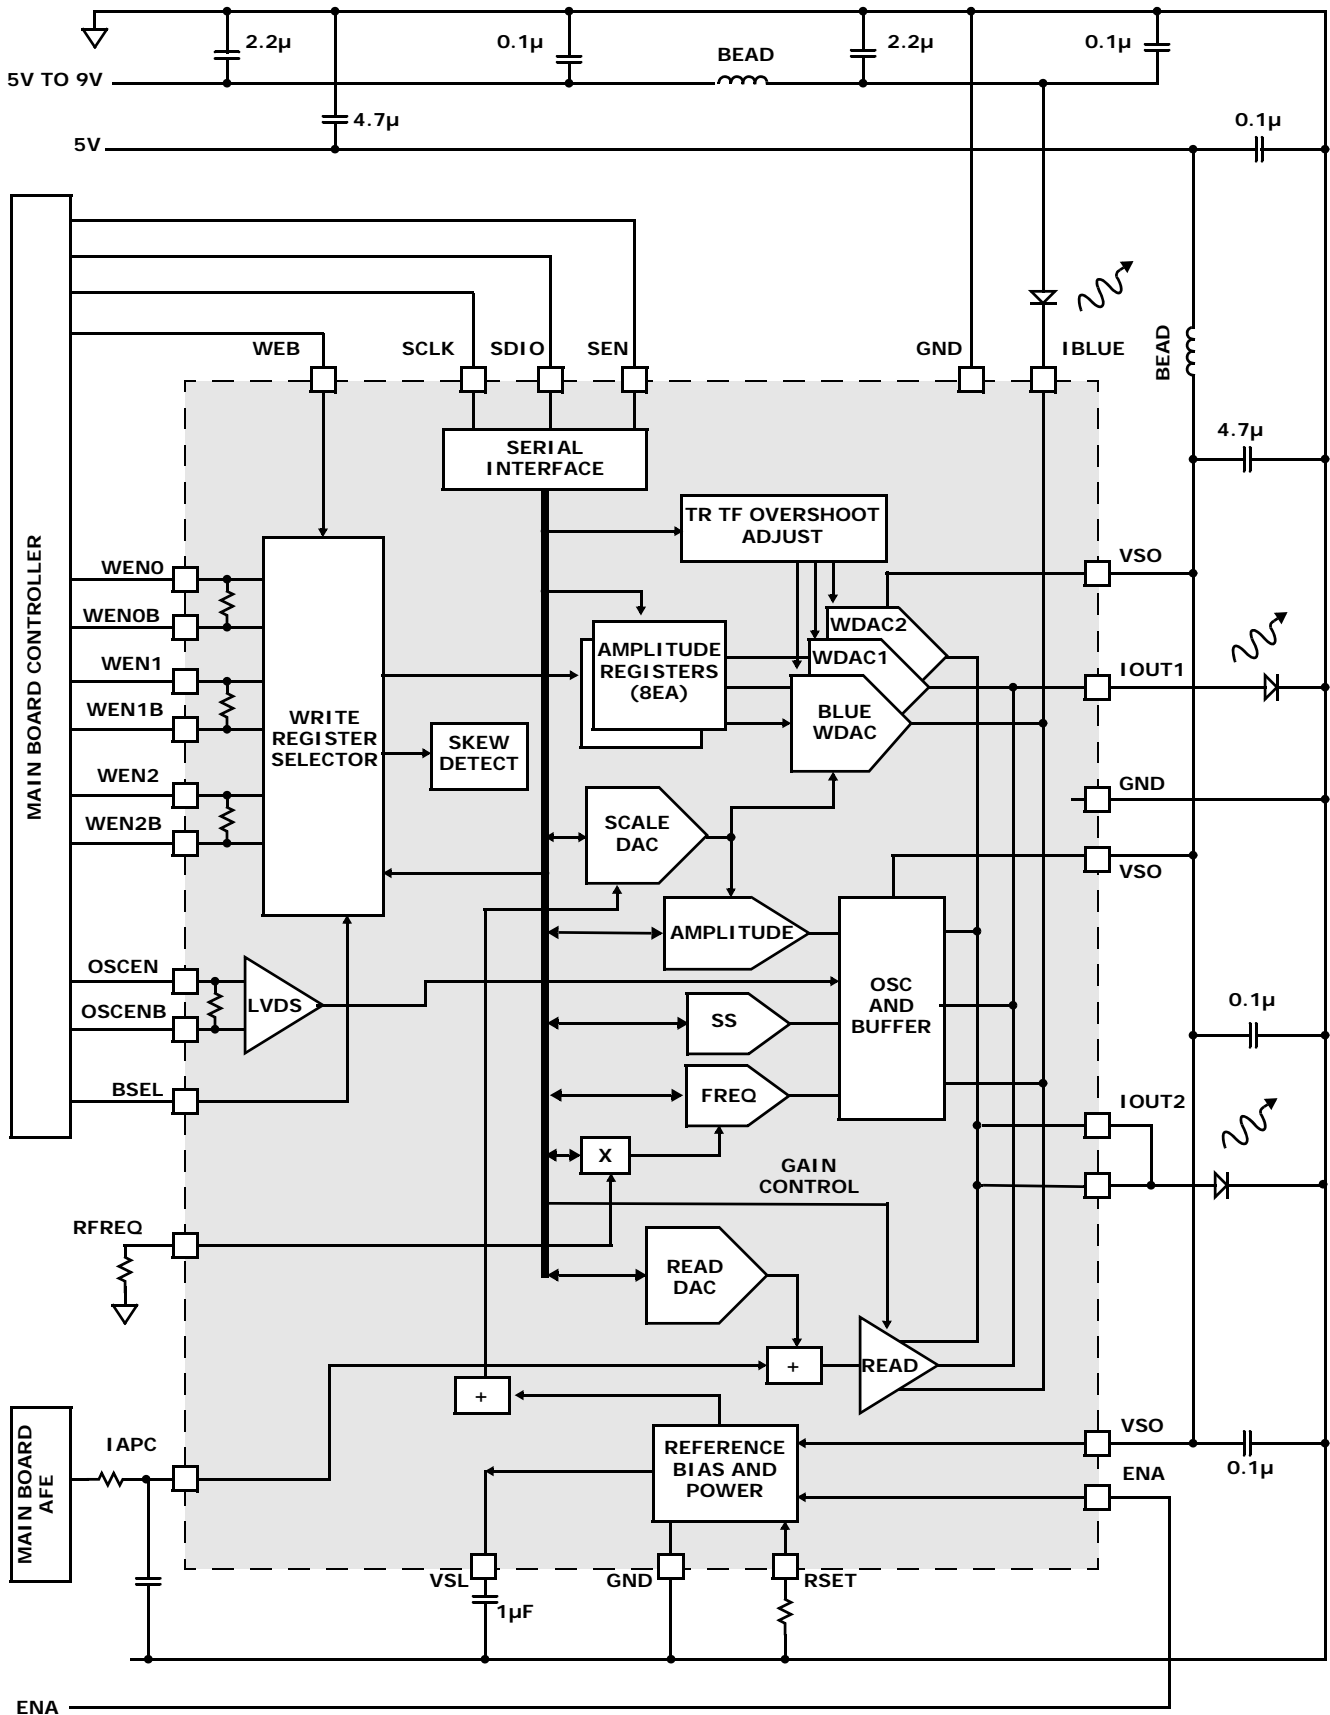 2.2µ
0.1µ
BEAD
2.2µ
0.1µ
5V TO 9V
4.7µ
0.1µ
5V
MAIN BOARD CONTROLLER
WEB
SCLK
SDIO
SEN
GND
IBLUE
BEAD
4.7µ
SERIAL
INTERFACE
TR TF OVERSHOOT
ADJUST
VSO
WEN0
WEN0B
WEN1
WEN1B
WEN2
WEN2B
WRITE
REGISTER
SELECTOR
SKEW
DETECT
AMPLITUDE
REGISTERS
(8EA)
WDAC2
WDAC1
BLUE
WDAC
IOUT1
GND
VSO
SCALE
DAC
AMPLITUDE
OSC
AND
BUFFER
OSCEN
OSCENB
LVDS
SS
FREQ
0.1µ
BSEL
IOUT2
X
GAIN
CONTROL
RFREQ
READ
DAC
+
READ
+
MAIN BOARD
AFE
IAPC
REFERENCE
BIAS AND
POWER
VSO
0.1µ
ENA
VSL
GND
RSET
1µF
ENA